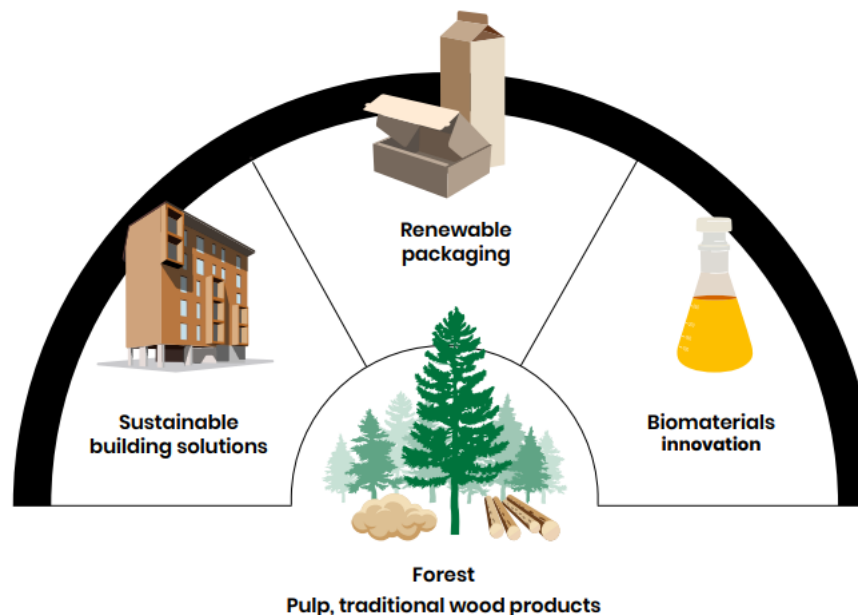 Renewable
packaging
Sustainable
building solutions
Biomaterials
innovation
Forest
Pulp, traditional wood products